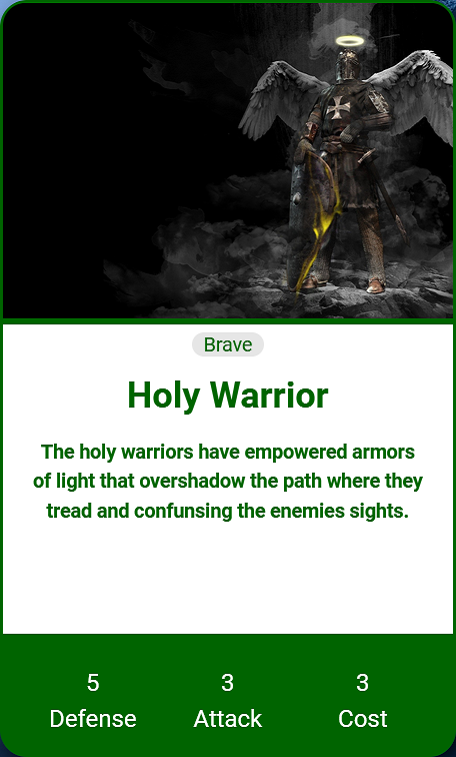 Brave
Holy Warrior
The holy warriors have empowered armors
of light that overshadow the path where they
tread and confunsing the enemies sights.
5 3 3
Defense Attack Cost